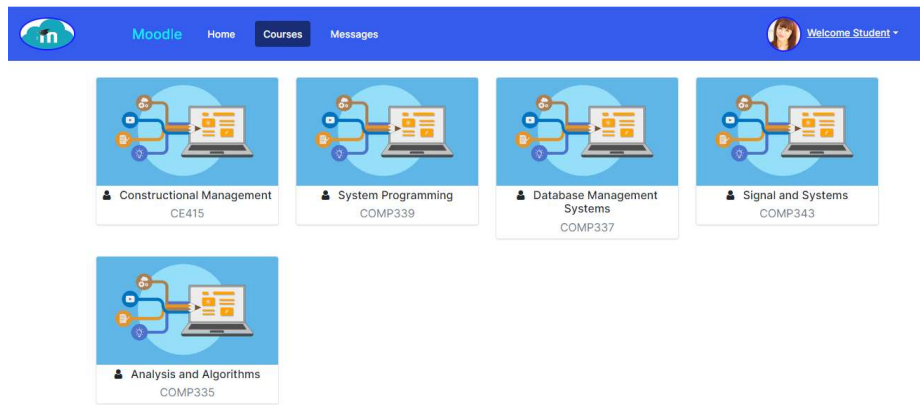 m
Moodle Home Courses Messages Welcome Student
Constructional Management
CE415
System Programming
COMP339
Database Management
Systems
COMP337
Signal and Systems
COMP343
Analysis and Algorithms
COMP335